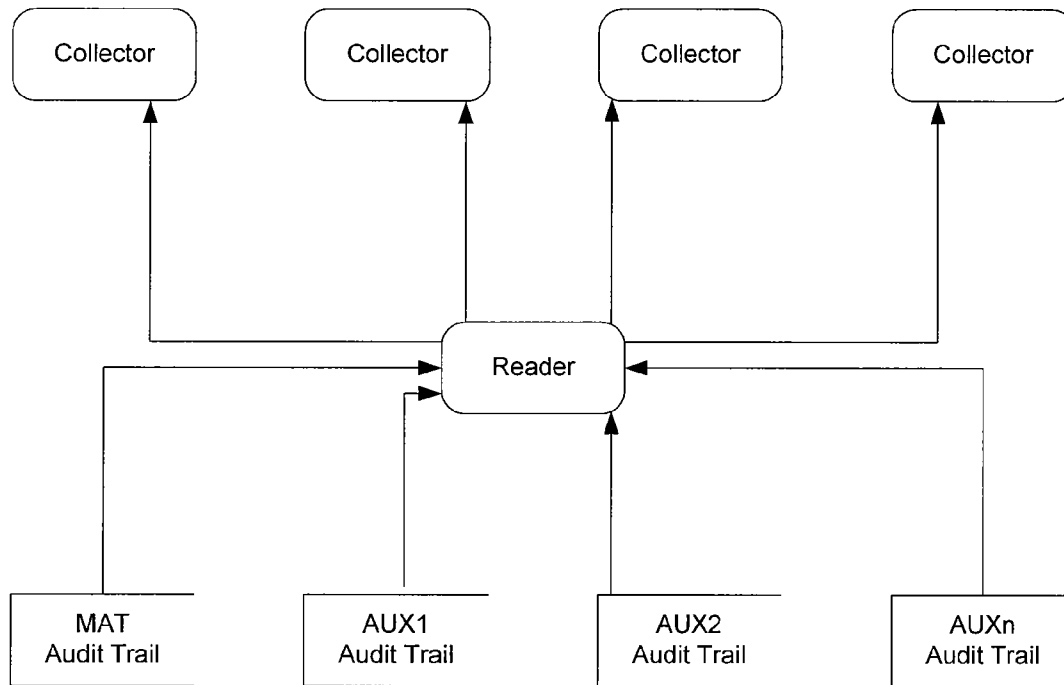 Collector
Collector
Collector
Collector
Reader
MAT
Audit Trail
AUX1
Audit Trail
AUX2
Audit Trail
AUXn
Audit Trail